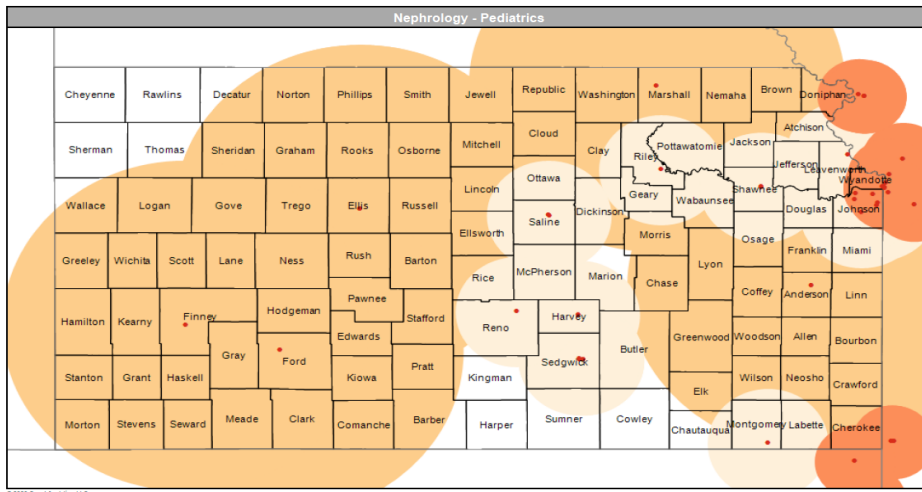 Nephrology - Pediatrics
Cheyenne Rawlins Decatur Norton Phillips Smith Jewell Republic Washington Marshall Nemaha Brown Doniphan
Atchison
Sherman Thomas Sheridan Graham Rooks Osborne Mitchell Cloud Clay Riley Pottawatomie Jackson Jefferson Leavenworth
Wyandotte
Wallace Logan Gove Trego Ellis Russell Lincoln Ottawa Geary Wabaunsee Shawnee Douglas Johnson
Ellsworth Saline Dickinson Morris Osage Franklin Miami
Greeley Wichita Scott Lane Ness Rush Barton Rice McPherson Marion Chase Lyon Coffey Anderson Linn
Hamilton Kearny Finney Hodgeman Pawnee Stafford Reno Harvey
Gray Ford Edwards Sedgwick Butler Greenwood Woodson Allen Bourbon
Stanton Grant Haskell Kiowa Pratt Kingman Elk Wilson Neosho Crawford
Morton Stevens Seward Meade Clark Comanche Barber Harper Sumner Cowley Chautauqua Montgomery Labette Cherokee